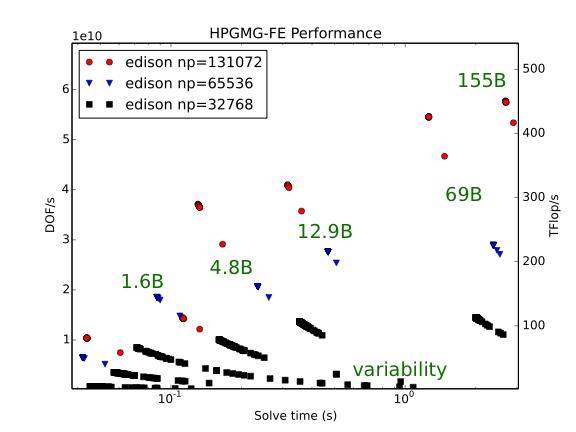 HPGMG-FE Performance
1e10
edison np=131072
edison np=65536
edison np=32768
155B
69B
12.9B
4.8B
1.6B
variability
6
5
4
3
2
1
DOF/s
500
400
300
200
100
TFlop/s
10^-1
10^0
Solve time (s)